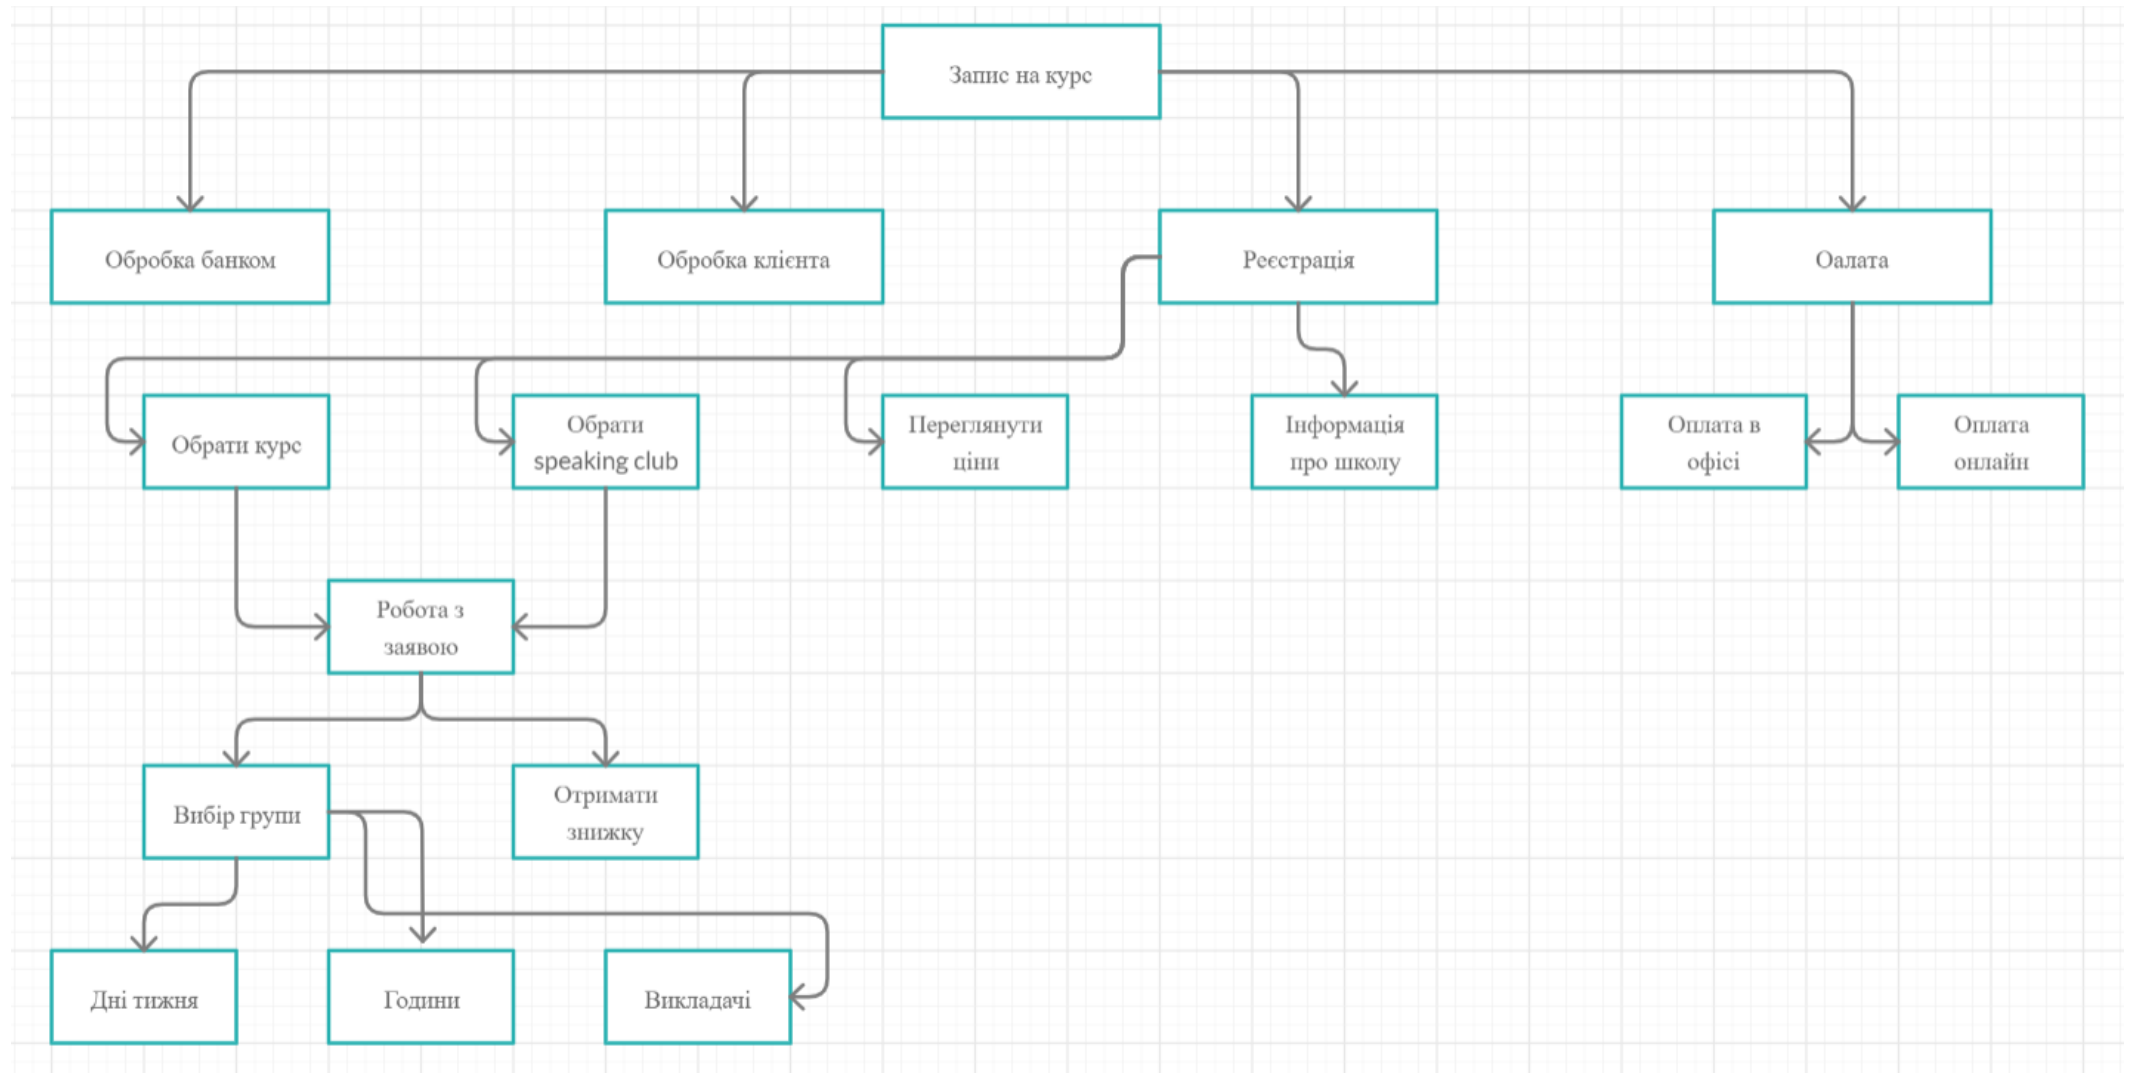 Запис на курс
Обробка банком
Обробка клієнта
Реєстрація
Оалата
Обрати курс
Обрати
speaking club
Переглянути
ціни
Інформація
про школу
Оплата в
офісі
Оплата
онлайн
Робота з
заявою
Вибір групи
Отримати
знижку
Дні тижня
Години
Викладачі